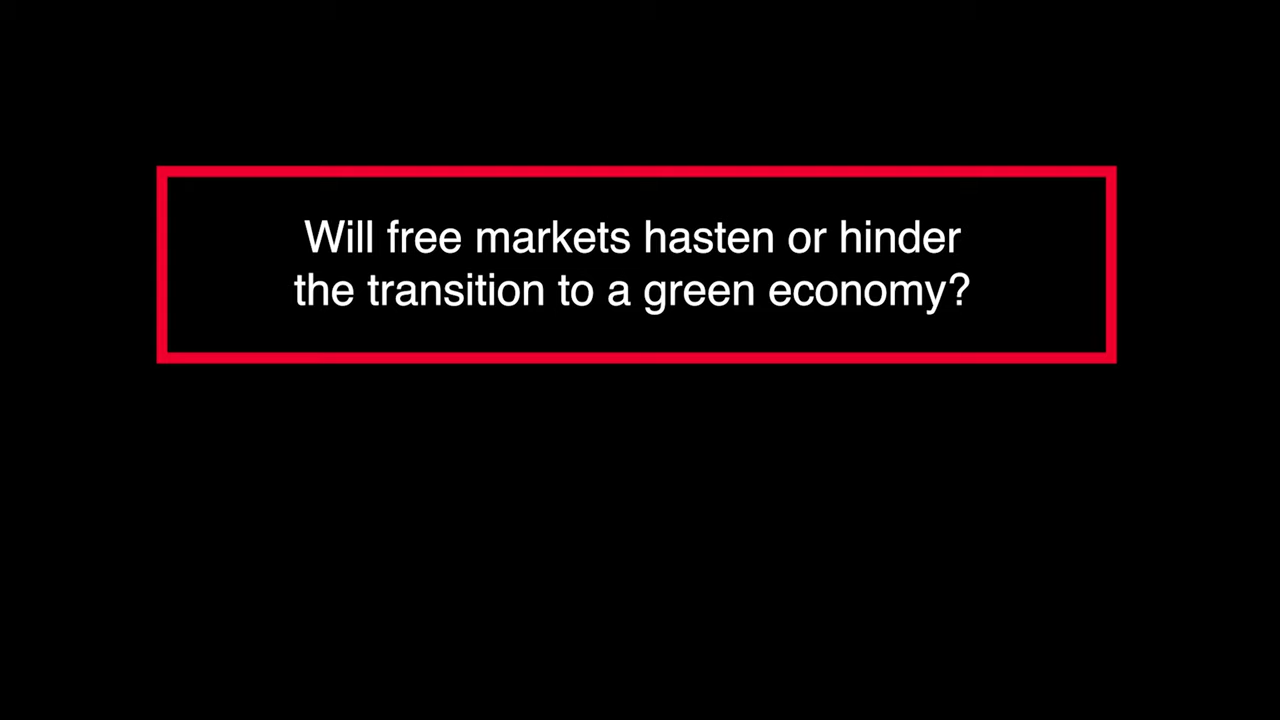 Will free markets hasten or hinder
the transition to a green economy?